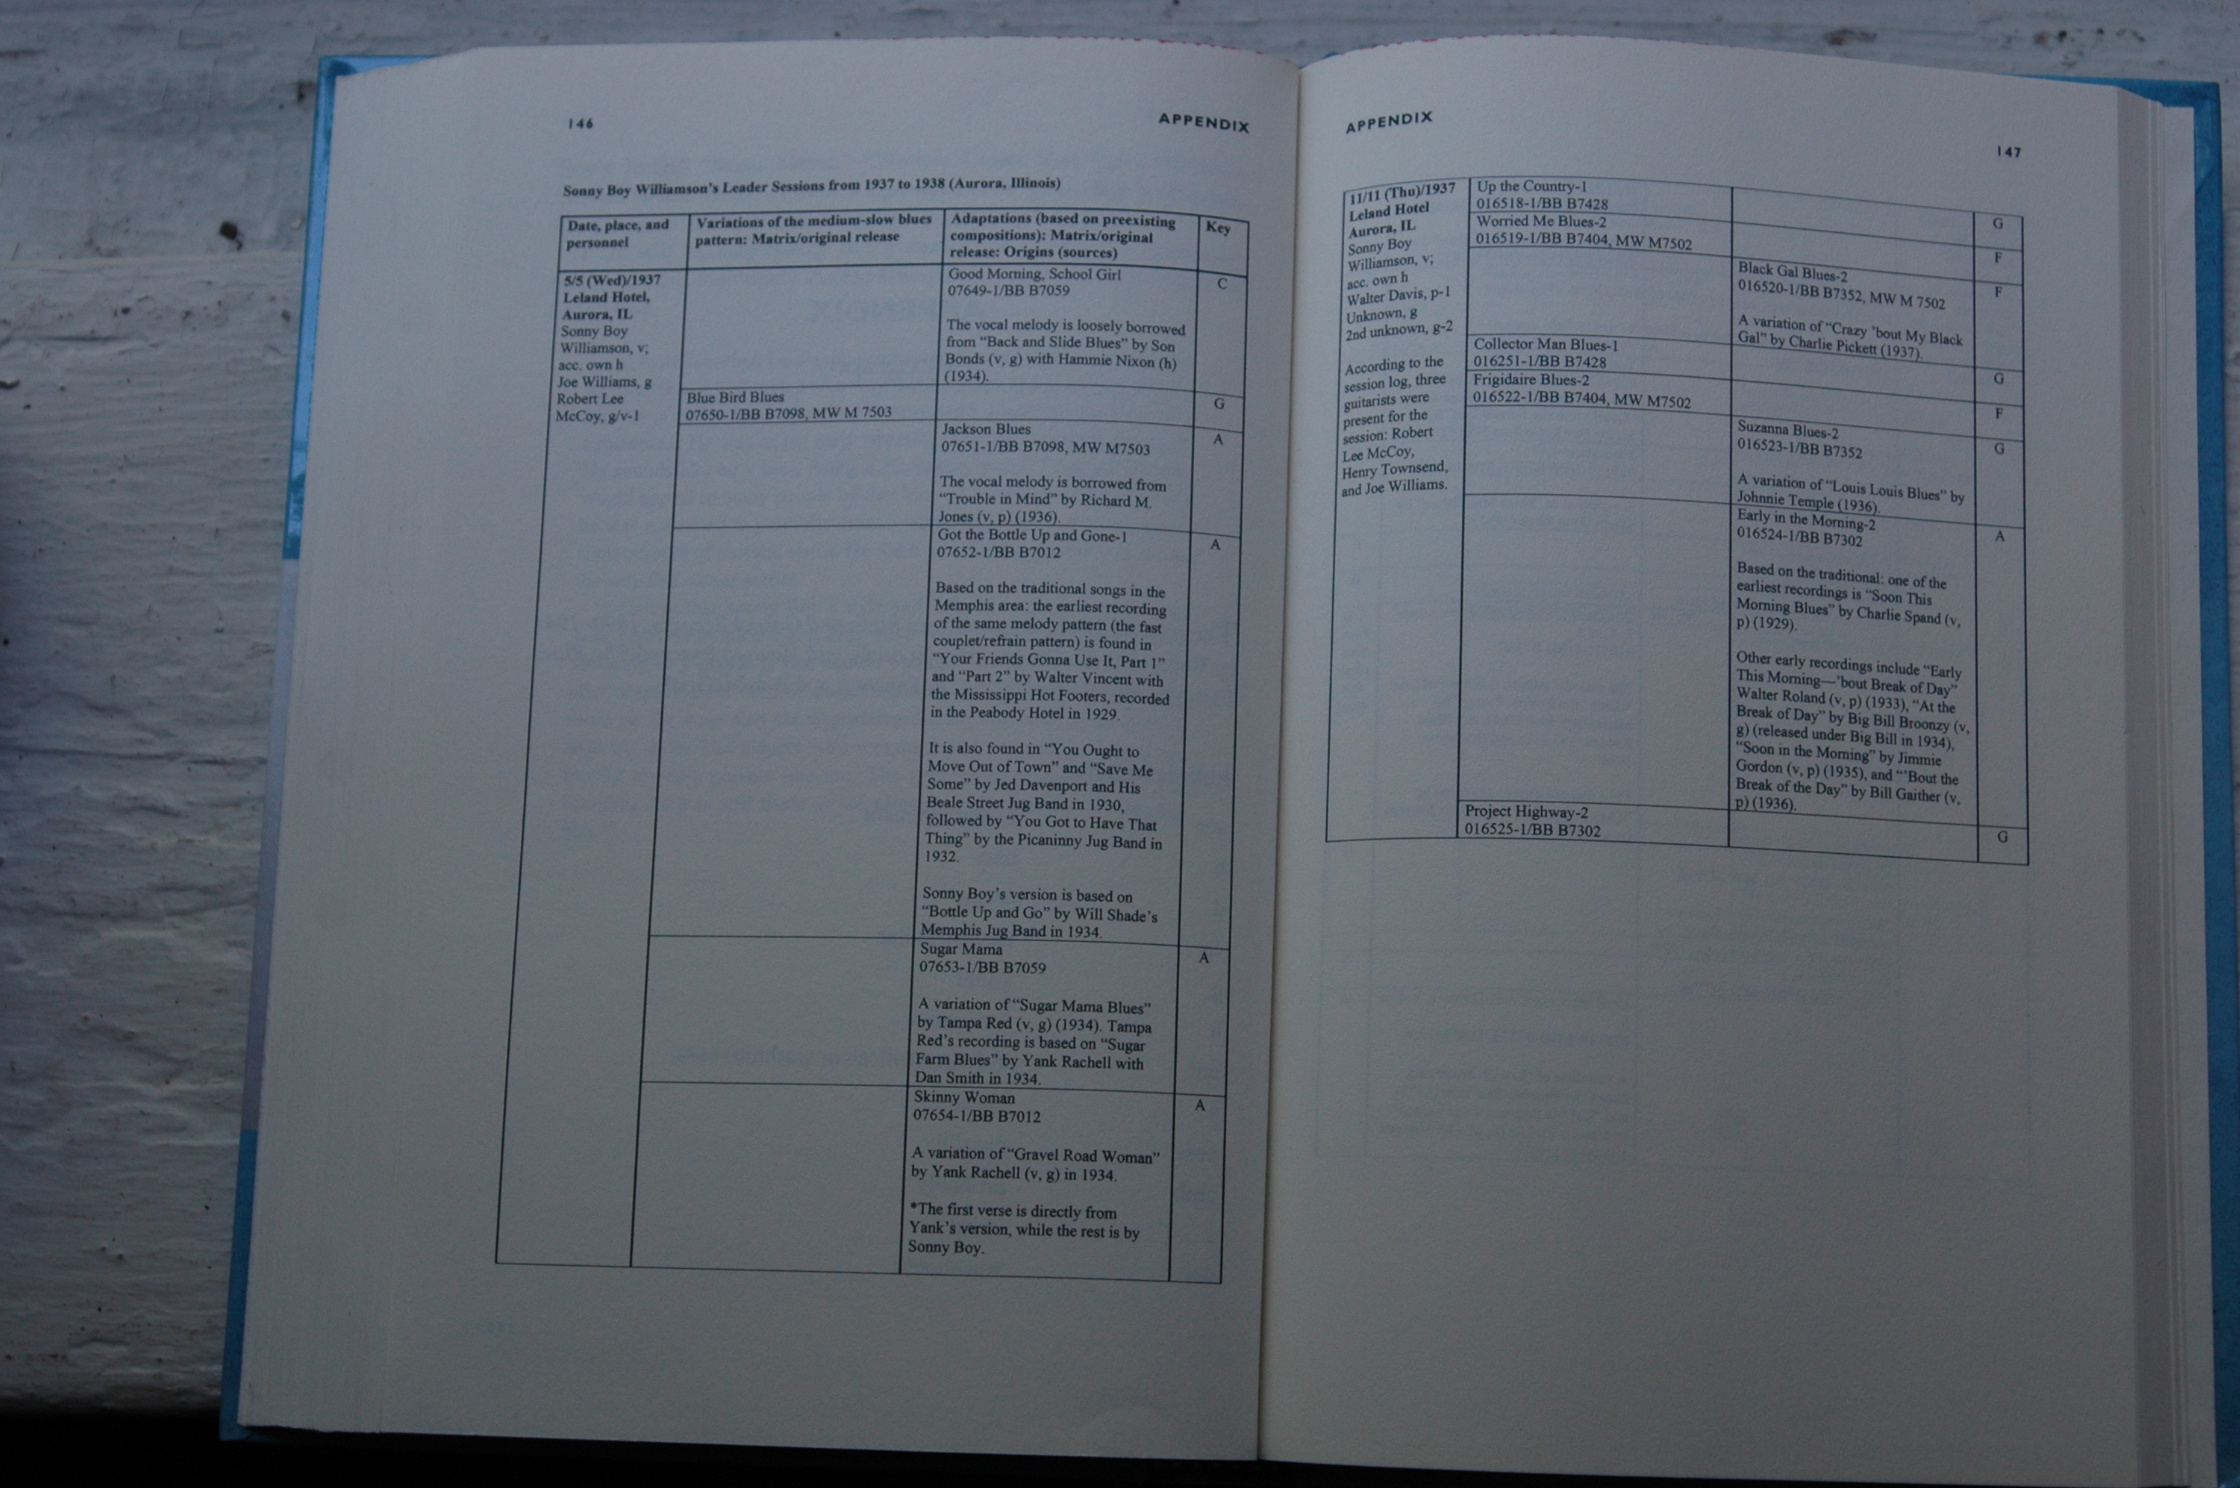 146
APPENDIX
Sonny Boy Williamson's Leader Sessions from 1937 to 1938 (Aurora, Illinois)
Date, place, and
personnel
Variations of the medium-slow blues
pattern: Matrix/original release
Adaptations (based on preexisting
compositions): Matrix/original
release: Origins (sources)
Key
5/5 (Wed)/1937
Leland Hotel,
Aurora, IL
Sonny Boy
Williamson, v;
acc. own h
Joe Williams, g
Robert Lee
McCoy, g/v-1
Good Morning, School Girl
07649-1/BB B7059
The vocal melody is loosely borrowed
from “Back and Slide Blues” by Son
Bonds (v, g) with Hammie Nixon (h)
(1934).
C
Blue Bird Blues
07650-1/BB B7098, MW M 7503
G
Jackson Blues
07651-1/BB B7098, MW M7503
The vocal melody is borrowed from
“Trouble in Mind” by Richard M.
Jones (v, p) (1936).
A
Got the Bottle Up and Gone-1
07652-1/BB B7012
Based on the traditional songs in the
Memphis area: the earliest recording
of the same melody pattern (the fast
couplet/refrain pattern) is found in
“Your Friends Gonna Use It, Part 1”
and “Part 2” by Walter Vincent with
the Mississippi Hot Footers, recorded
in the Peabody Hotel in 1929.
It is also found in “You Ought to
Move Out of Town” and “Save Me
Some” by Jed Davenport and His
Beale Street Jug Band in 1930,
followed by “You Got to Have That
Thing” by the Picaninny Jug Band in
1932.
Sonny Boy's version is based on
“Bottle Up and Go” by Will Shade's
Memphis Jug Band in 1934.
A
Sugar Mama
07653-1/BB B7059
A variation of “Sugar Mama Blues”
by Tampa Red (v, g) (1934). Tampa
Red's recording is based on “Sugar
Farm Blues” by Yank Rachell with
Dan Smith in 1934.
A
Skinny Woman
07654-1/BB B7012
A variation of “Gravel Road Woman”
by Yank Rachell (v, g) in 1934.
*The first verse is directly from
Yank's version, while the rest is by
Sonny Boy.
A
APPENDIX
147
11/11 (Thu)/1937
Leland Hotel
Aurora, IL
Sonny Boy
Williamson, v;
acc. own h
Walter Davis, p-1
Unknown, g
2nd unknown, g-2
According to the
session log, three
guitarists were
present for the
session: Robert
Lee McCoy,
Henry Townsend,
and Joe Williams.
Up the Country-1
016518-1/BB B7428
G
Worried Me Blues-2
016519-1/BB B7404, MW M7502
F
Black Gal Blues-2
016520-1/BB B7352, MW M 7502
A variation of “Crazy 'bout My Black
Gal” by Charlie Pickett (1937).
F
Collector Man Blues-1
016251-1/BB B7428
G
Frigidaire Blues-2
016522-1/BB B7404, MW M7502
F
Suzanna Blues-2
016523-1/BB B7352
A variation of “Louis Louis Blues” by
Johnnie Temple (1936).
G
Early in the Morning-2
016524-1/BB B7302
Based on the traditional: one of the
earliest recordings is “Soon This
Morning Blues” by Charlie Spand (v,
p) (1929).
Other early recordings include “Early
This Morning—'bout Break of Day”
Walter Roland (v, p) (1933), “At the
Break of Day” by Big Bill Broonzy (v,
g) (released under Big Bill in 1934),
“Soon in the Morning” by Jimmie
Gordon (v, p) (1935), and “'Bout the
Break of the Day” by Bill Gaither (v,
p) (1936).
A
Project Highway-2
016525-1/BB B7302
G